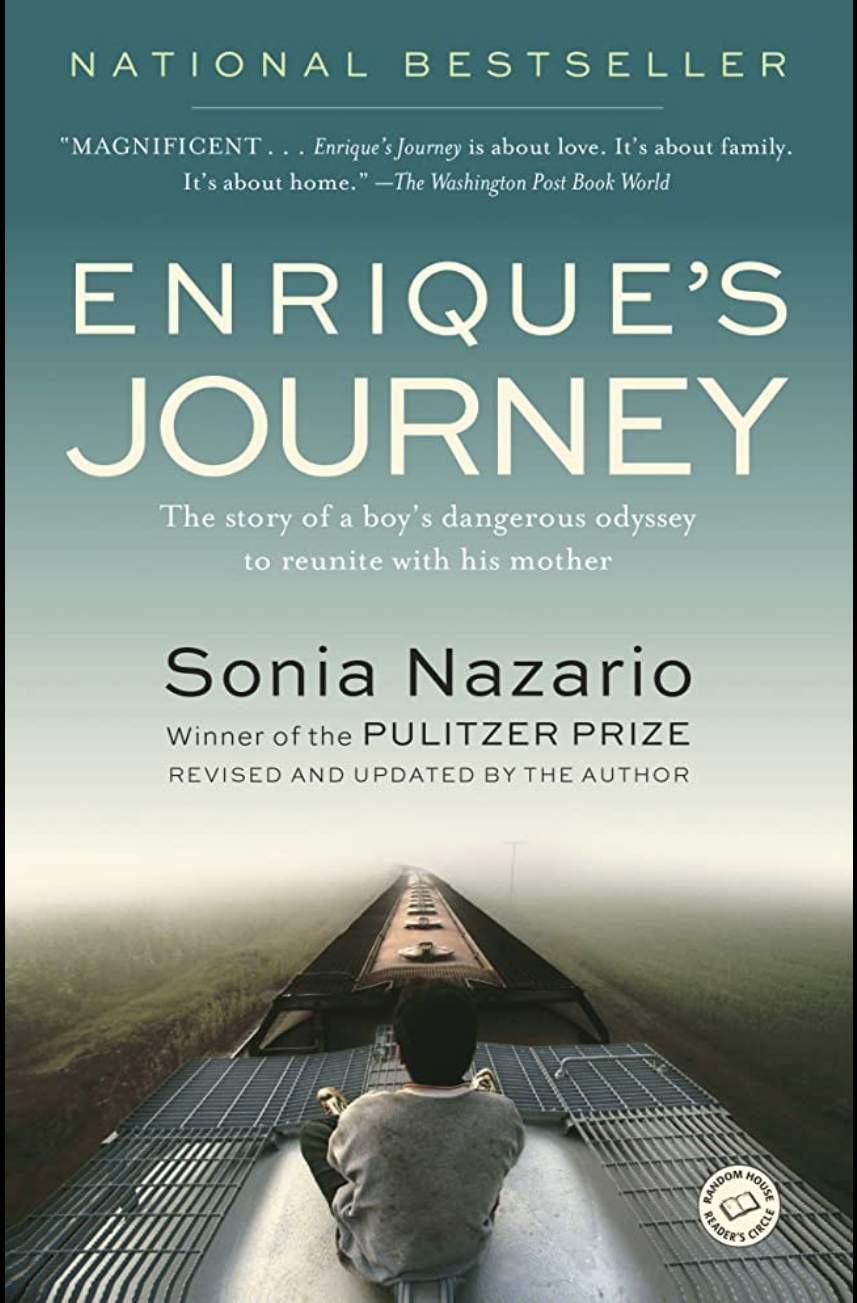 NATIONAL BESTSELLER
"MAGNIFICENT . . . Enrique's Journey is about love. It's about family.
It's about home." —The Washington Post Book World
ENRIQUE'S
JOURNEY
The story of a boy's dangerous odyssey
to reunite with his mother
Sonia Nazario
Winner of the PULITZER PRIZE
REVISED AND UPDATED BY THE AUTHOR
RANDOM HOUSE
READER'S CIRCLE